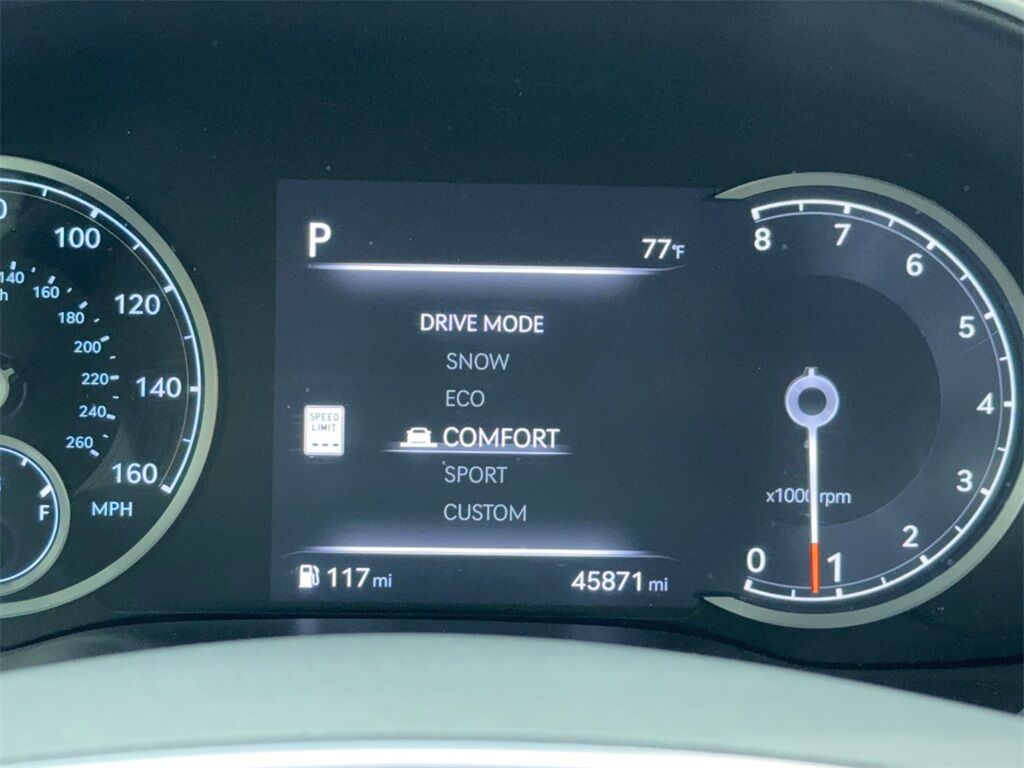 P
77°F
DRIVE MODE
SNOW
ECO
SPEED
LIMIT
---
COMFORT
SPORT
CUSTOM
117 mi
45871 mi
100
120
140
160
MPH
140
160
180
200
220
240
260
F
8
7
6
5
4
3
2
1
0
x1000 rpm